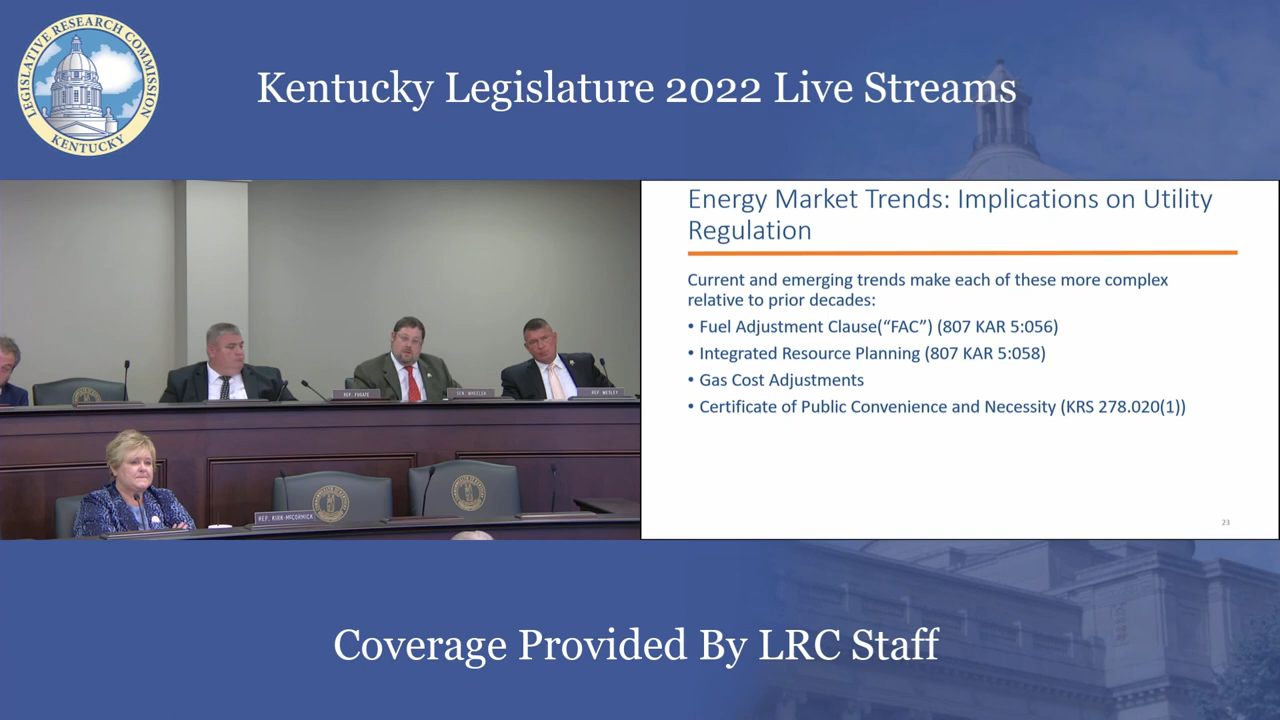 LEGISLATIVE RESEARCH COMMISSION
KENTUCKY
Kentucky Legislature 2022 Live Streams
Energy Market Trends: Implications on Utility
Regulation
Current and emerging trends make each of these more complex
relative to prior decades:
• Fuel Adjustment Clause(“FAC”) (807 KAR 5:056)
• Integrated Resource Planning (807 KAR 5:058)
• Gas Cost Adjustments
• Certificate of Public Convenience and Necessity (KRS 278.020(1))
23
REP. FUGATE
SEN. WHEELER
REP. WESLEY
REP. KIRK-MCCORMICK
Coverage Provided By LRC Staff